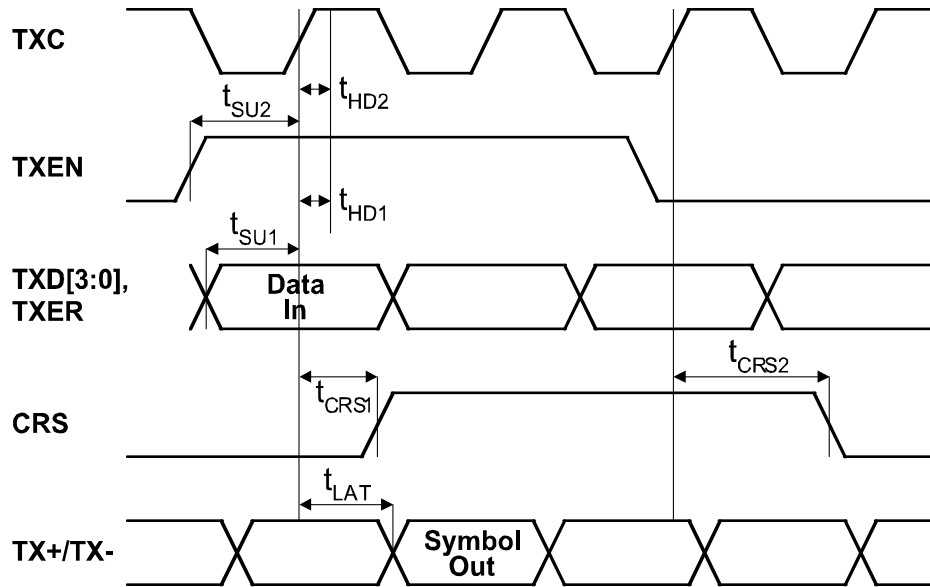 TXC
tSU2
tHD2
TXEN
tHD1
tSU1
TXD[3:0],
TXER
Data
In
tCRS2
tCRS1
CRS
tLAT
TX+/TX-
Symbol
Out